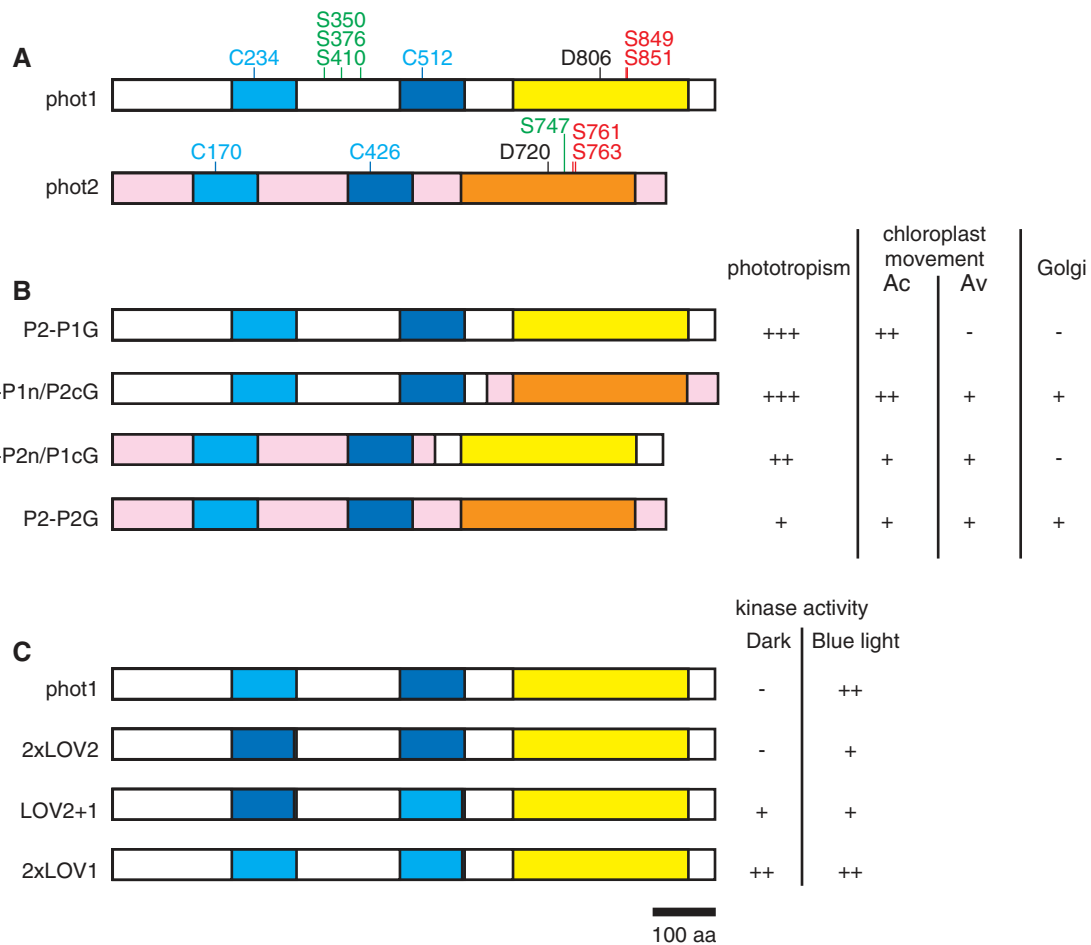 A
S350
S376
S410
C234
C512
D806
S849
S851
phot1
S747
S761
S763
C170
C426
D720
phot2
B
phototropism
chloroplast
movement
Ac
Av
Golgi
P2-P1G
+++
++
-
-
-P1n/P2cG
+++
++
+
+
-P2n/P1cG
++
+
+
-
P2-P2G
+
+
+
+
C
kinase activity
Dark
Blue light
phot1
-
++
2xLOV2
-
+
LOV2+1
+
+
2xLOV1
++
++
100 aa